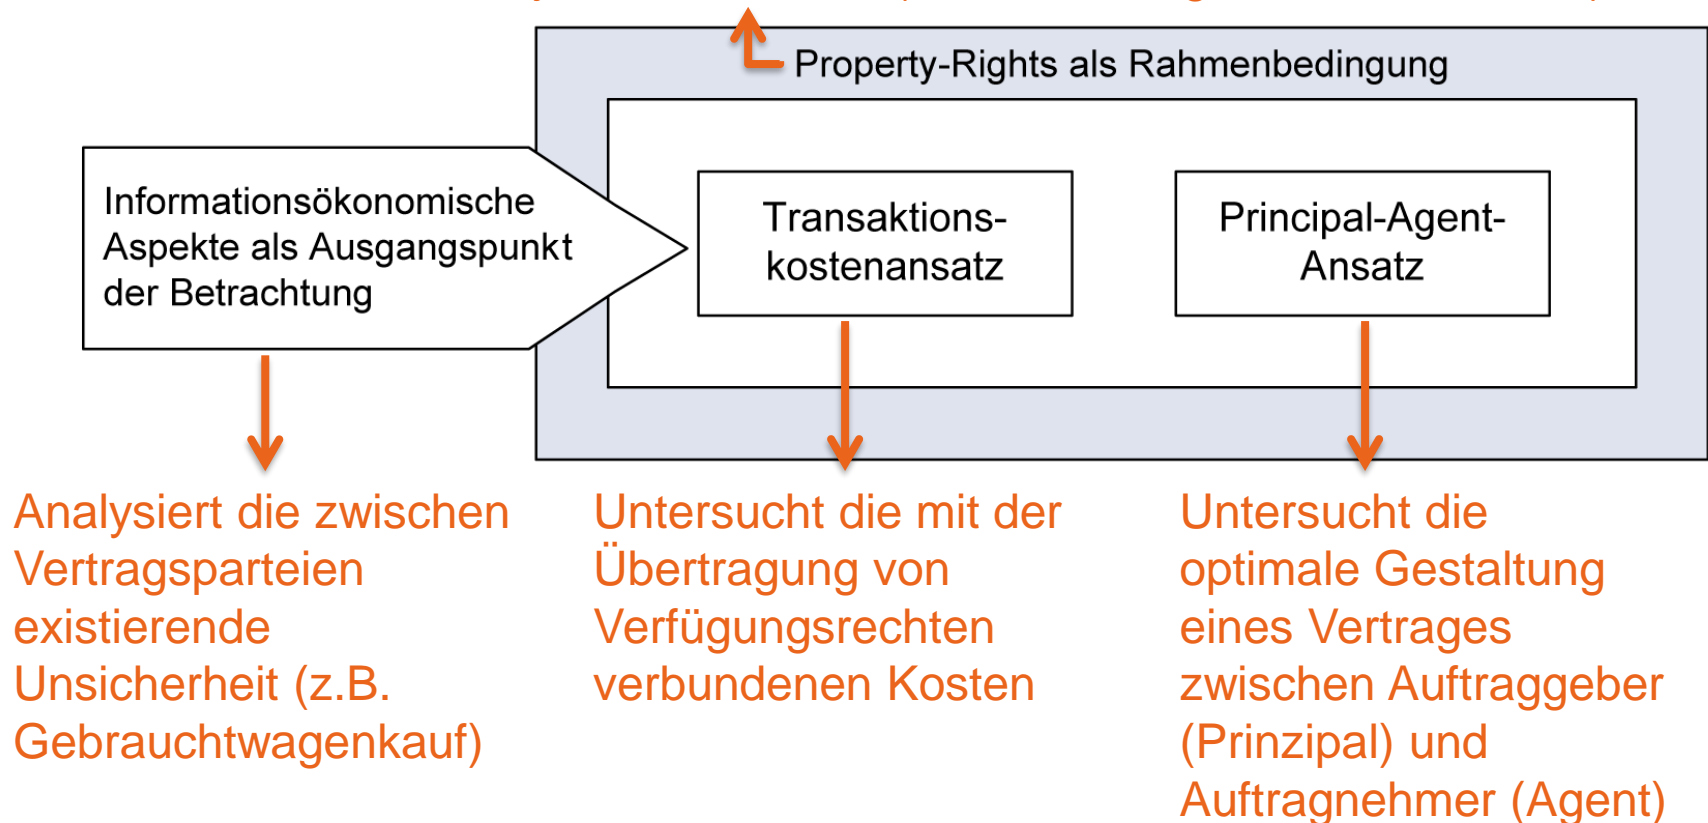 Property-Rights als Rahmenbedingung
Informationsökonomische
Aspekte als Ausgangspunkt
der Betrachtung
Transaktions-
kostenansatz
Principal-Agent-
Ansatz
Analysiert die zwischen
Vertragsparteien
existierende
Unsicherheit (z.B.
Gebrauchtwagenkauf)
Untersucht die mit der
Übertragung von
Verfügungsrechten
verbundenen Kosten
Untersucht die
optimale Gestaltung
eines Vertrages
zwischen Auftraggeber
(Prinzipal) und
Auftragnehmer (Agent)